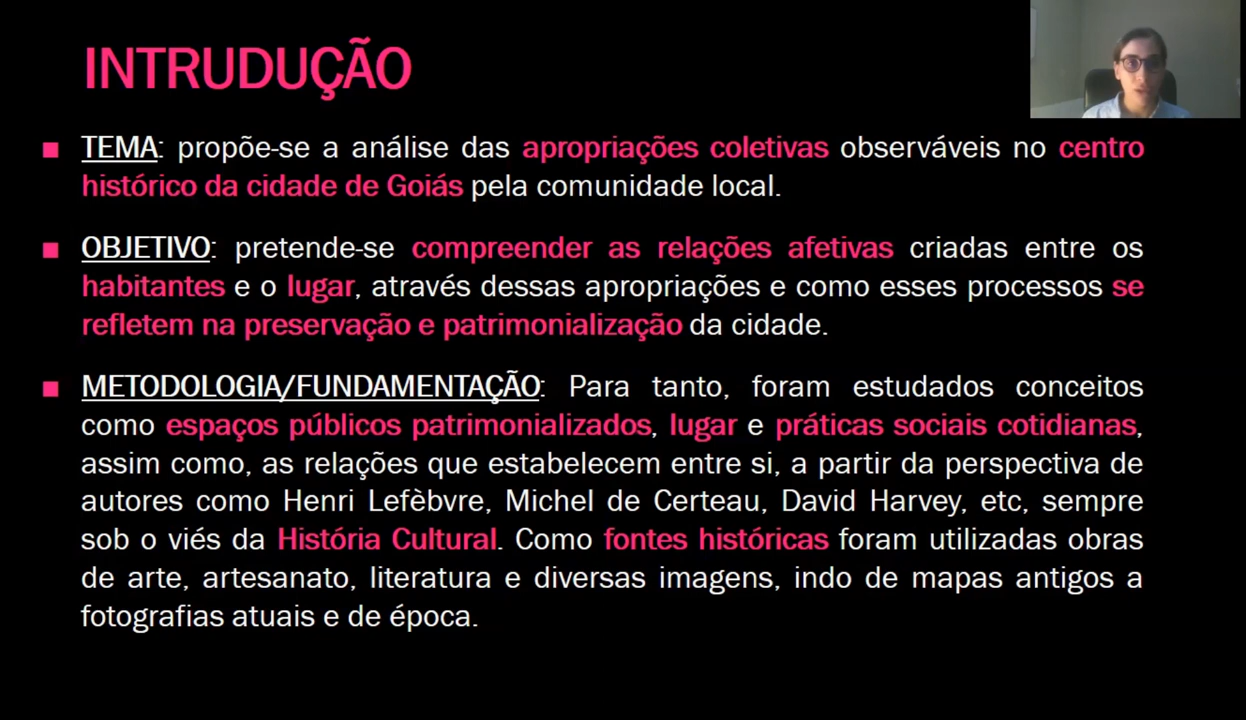 INTRUDUÇÃO
TEMA: propõe-se a análise das apropriações coletivas observáveis no centro
histórico da cidade de Goiás pela comunidade local.
OBJETIVO: pretende-se compreender as relações afetivas criadas entre os
habitantes e o lugar, através dessas apropriações e como esses processos se
refletem na preservação e patrimonialização da cidade.
METODOLOGIA/FUNDAMENTAÇÃO: Para tanto, foram estudados conceitos
como espaços públicos patrimonializados, lugar e práticas sociais cotidianas,
assim como, as relações que estabelecem entre si, a partir da perspectiva de
autores como Henri Lefèbvre, Michel de Certeau, David Harvey, etc, sempre
sob o viés da História Cultural. Como fontes históricas foram utilizadas obras
de arte, artesanato, literatura e diversas imagens, indo de mapas antigos a
fotografias atuais e de época.